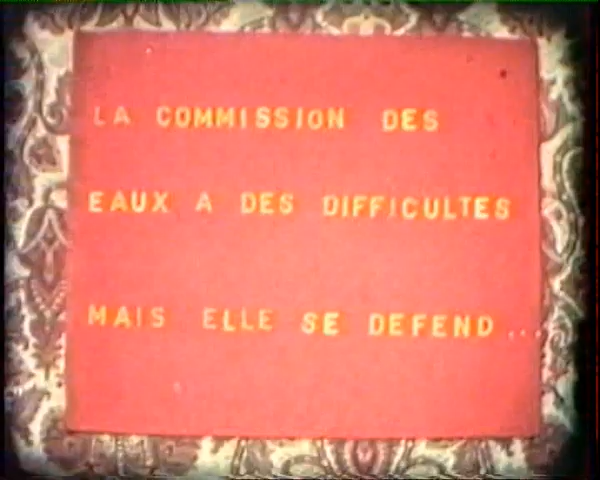 LA COMMISSION DES
EAUX A DES DIFFICULTES
MAIS ELLE SE DEFEND...